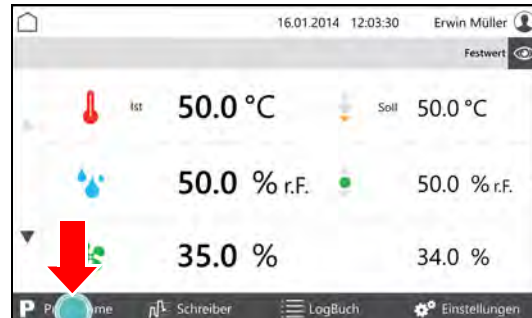 16.01.2014 12:03:30 Erwin Müller
Festwert
Ist 50.0 °C Soll 50.0 °C
50.0 % r.F. 50.0 % r.F.
35.0 % 34.0 %
P Schreiber LogBuch Einstellungen